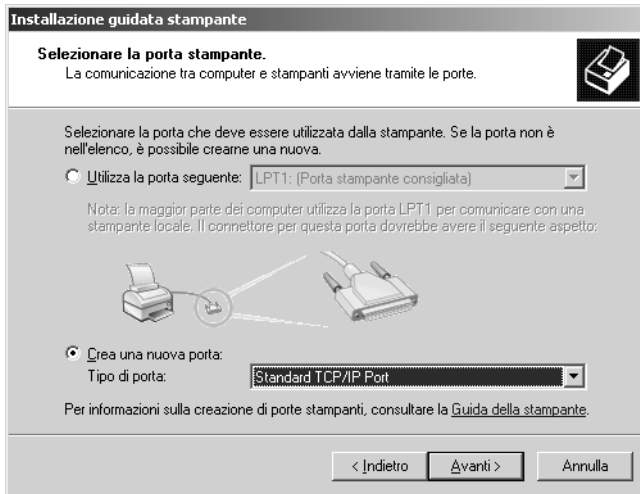 Installazione guidata stampante
Selezionare la porta stampante.
La comunicazione tra computer e stampanti avviene tramite le porte.
Selezionare la porta che deve essere utilizzata dalla stampante. Se la porta non è
nell'elenco, è possibile crearne una nuova.
Utilizza la porta seguente: LPT1: (Porta stampante consigliata)
Nota: la maggior parte dei computer utilizza la porta LPT1 per comunicare con una
stampante locale. Il connettore per questa porta dovrebbe avere il seguente aspetto:
Crea una nuova porta:
Tipo di porta: Standard TCP/IP Port
Per informazioni sulla creazione di porte stampanti, consultare la Guida della stampante.
< Indietro Avanti > Annulla